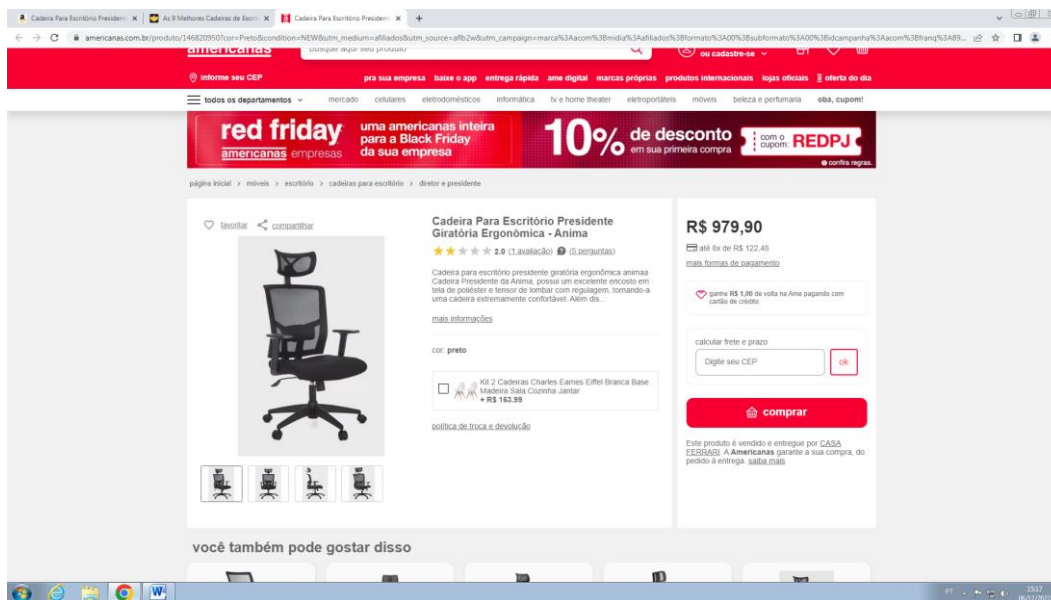 Cadeira Para Escritório Presiden
As 9 Melhores Cadeiras de Escri
Cadeira Para Escritório Presiden
americanas.com.br/produto/146820950?cor=Preto&condition=NEW&utm_medium=afiliados&utm_source=aflb2w&utm_campaign=marca%3Aacom%3Bmidia%3Aafiliados%3Bformato%3A00%3Bsubformato%3A00%3Bidcampanha%3Aacom%3Bfranq%3A89...
americanas
busque aqui seu produto
ou cadastre-se
informe seu CEP
pra sua empresa baixe o app entrega rápida ame digital marcas próprias produtos internacionais lojas oficiais oferta do dia
todos os departamentos mercado celulares eletrodomésticos informática tv e home theater eletroportáteis móveis beleza e perfumaria oba, cupom!
red friday
americanas empresas
uma americanas inteira
para a Black Friday
da sua empresa
10% de desconto
em sua primeira compra
com o
cupom: REDPJ
confira regras.
página inicial > móveis > escritório > cadeiras para escritório > diretor e presidente
favoritar compartilhar
Cadeira Para Escritório Presidente
Giratória Ergonômica - Anima
2.0 (1 avaliação) (5 perguntas)
Cadeira para escritório presidente giratória ergonômica animaa
Cadeira Presidente da Anima, possui um excelente encosto em
tela de poliéster e tensor de lombar com regulagem, tornando-a
uma cadeira extremamente confortável. Além dis...
mais informações
cor: preto
Kit 2 Cadeiras Charles Eames Eiffel Branca Base
Madeira Sala Cozinha Jantar
+ R$ 163,99
política de troca e devolução
R$ 979,90
até 8x de R$ 122,48
mais formas de pagamento
ganhe R$ 1,00 de volta na Ame pagando com
cartão de crédito
calcular frete e prazo
Digite seu CEP
ok
comprar
Este produto é vendido e entregue por CASA
FERRARI. A Americanas garante a sua compra, do
pedido à entrega. saiba mais
você também pode gostar disso
PT
15:17
06/12/2022